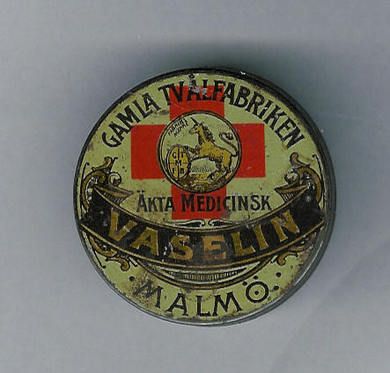 GAMLA TVÅLFABRIKEN
ÄKTA MEDICINSK
VASELIN
MALMÖ.